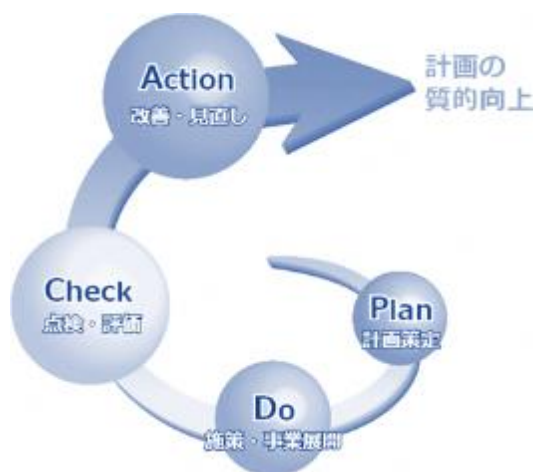 Action
改善・見直し
計画の
質的向上
Check
点検・評価
Plan
計画策定
Do
施策・事業展開